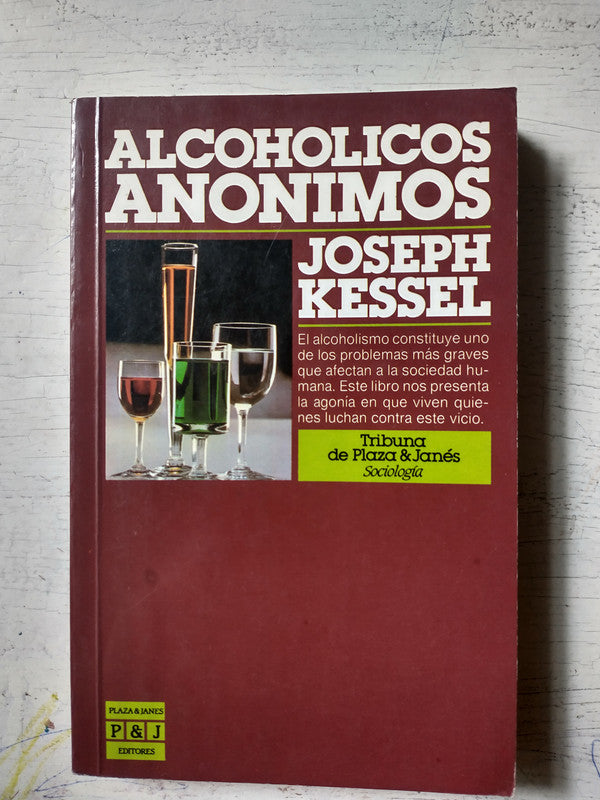 ALCOHOLICOS
ANONIMOS
JOSEPH
KESSEL
El alcoholismo constituye uno
de los problemas más graves
que afectan a la sociedad hu-
mana. Este libro nos presenta
la agonía en que viven quie-
nes luchan contra este vicio.
Tribuna
de Plaza & Janés
Sociología
PLAZA & JANES
P & J
EDITORES